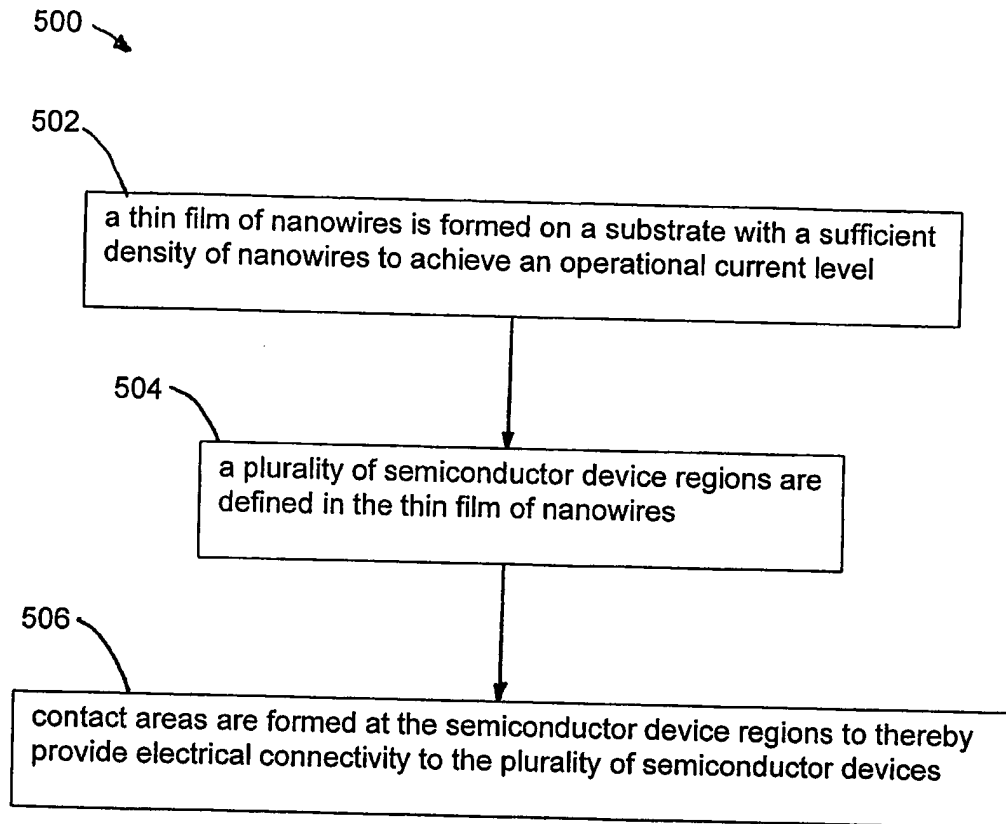 500
502
a thin film of nanowires is formed on a substrate with a sufficient
density of nanowires to achieve an operational current level
504
a plurality of semiconductor device regions are
defined in the thin film of nanowires
506
contact areas are formed at the semiconductor device regions to thereby
provide electrical connectivity to the plurality of semiconductor devices